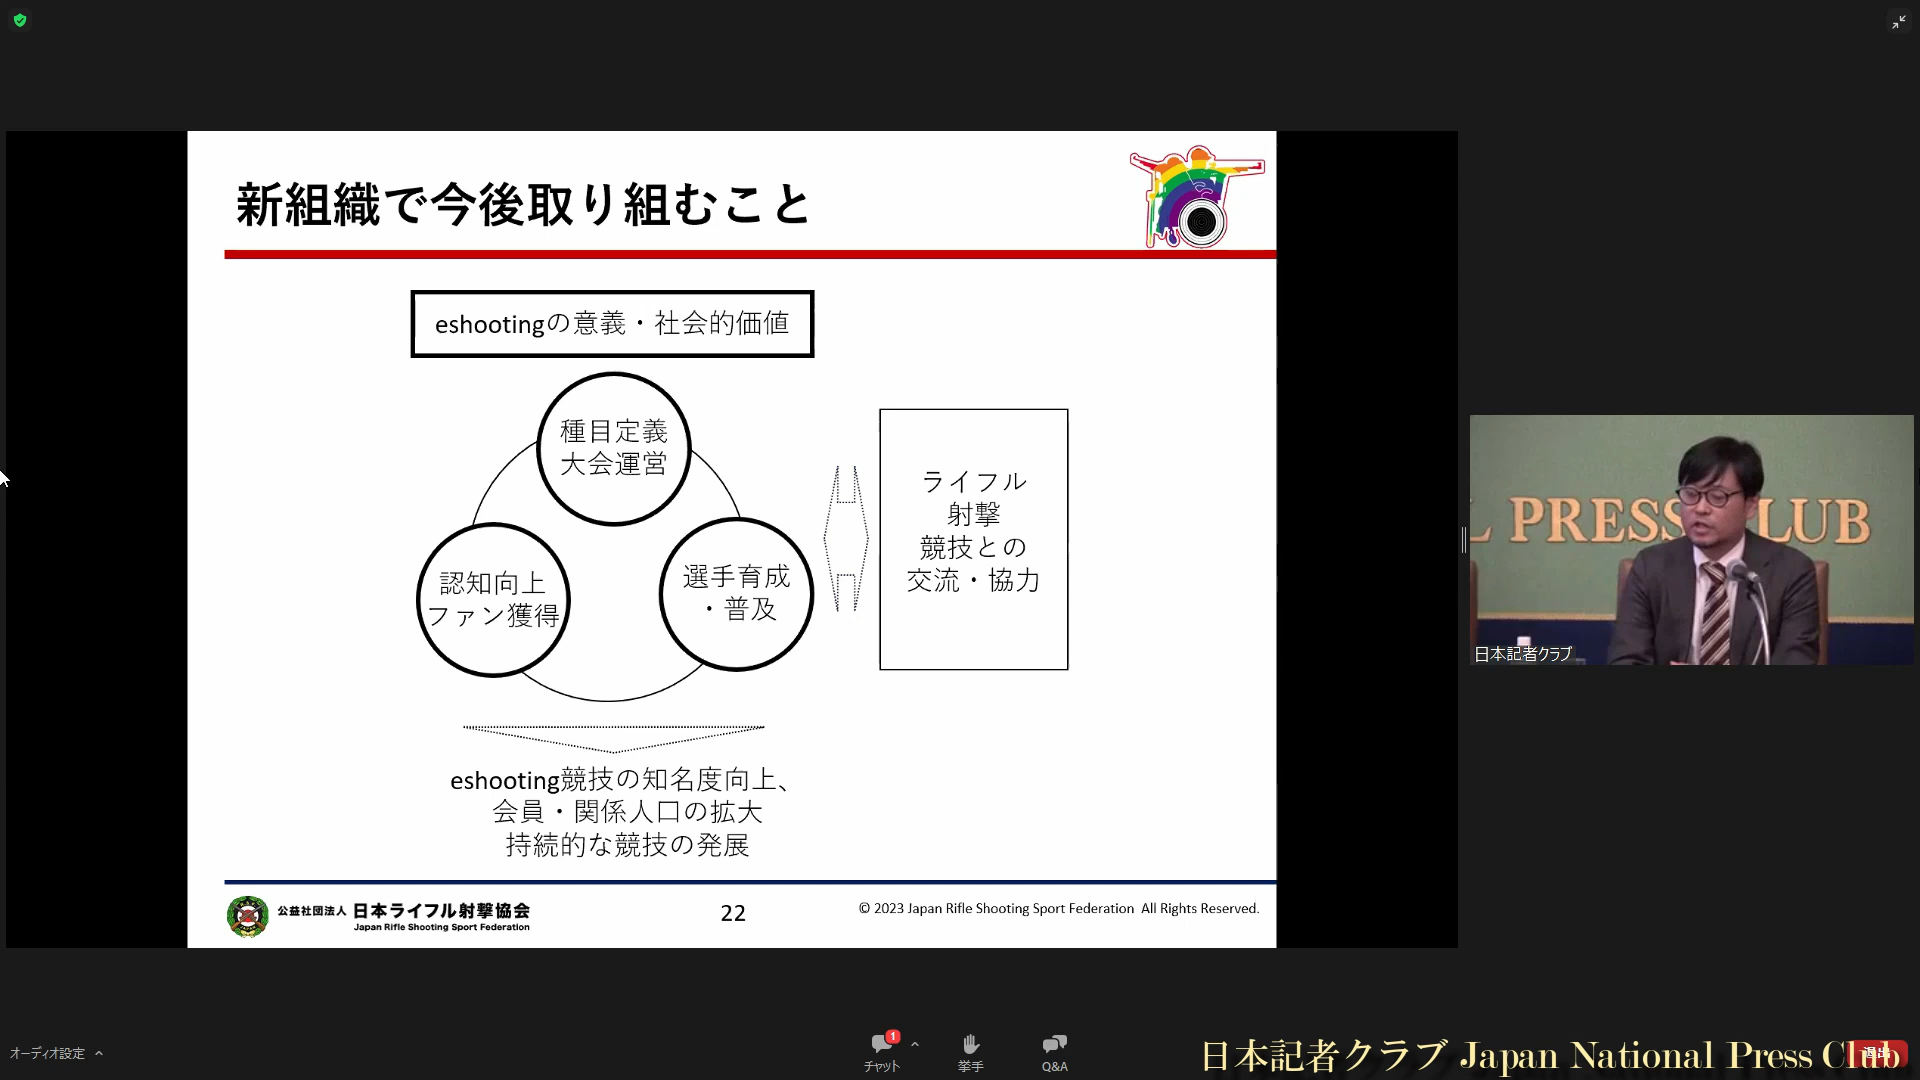 新組織で今後取り組むこと
eshootingの意義・社会的価値
種目定義
大会運営
認知向上
ファン獲得
選手育成
・普及
ライフル
射撃
競技との
交流・協力
eshooting競技の知名度向上、
会員・関係人口の拡大
持続的な競技の発展
公益社団法人 日本ライフル射撃協会
Japan Rifle Shooting Sport Federation
22
© 2023 Japan Rifle Shooting Sport Federation All Rights Reserved.
L PRESS CLUB
日本記者クラブ
オーディオ設定
1
チャット
挙手
Q&A
日本記者クラブ Japan National Press Club
退出